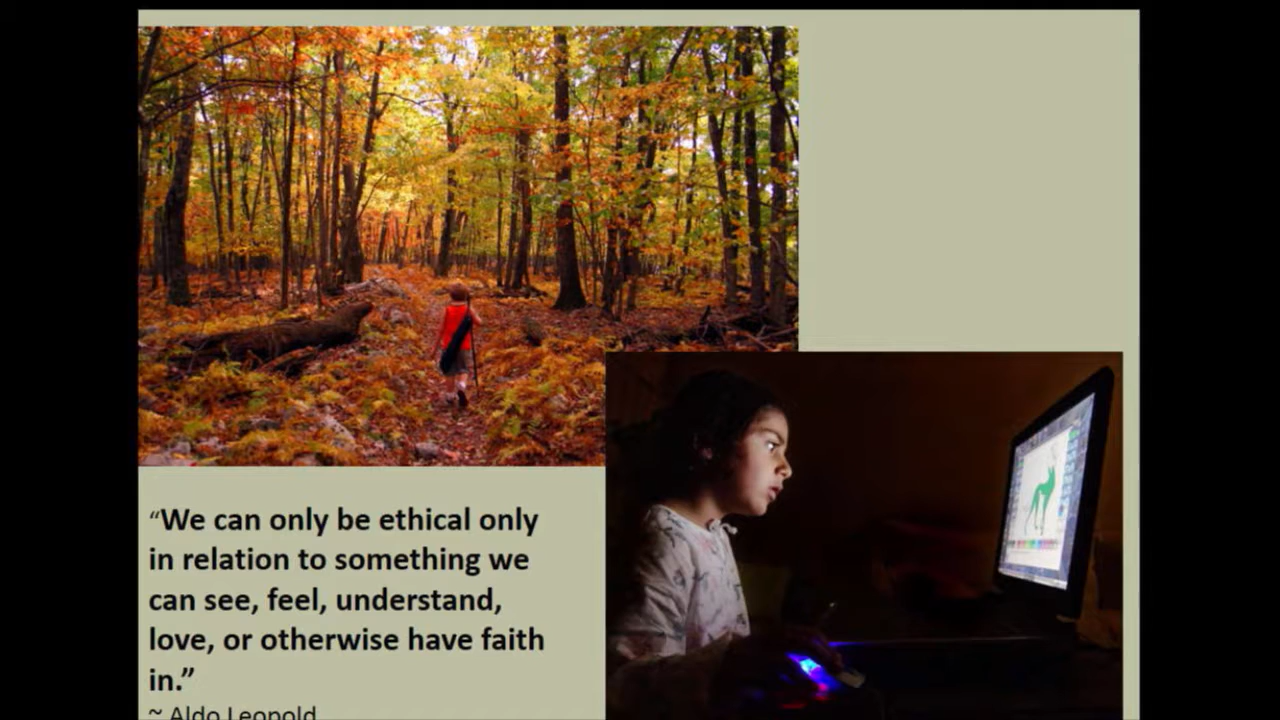 “We can only be ethical only
in relation to something we
can see, feel, understand,
love, or otherwise have faith
in.”
~ Aldo Leopold